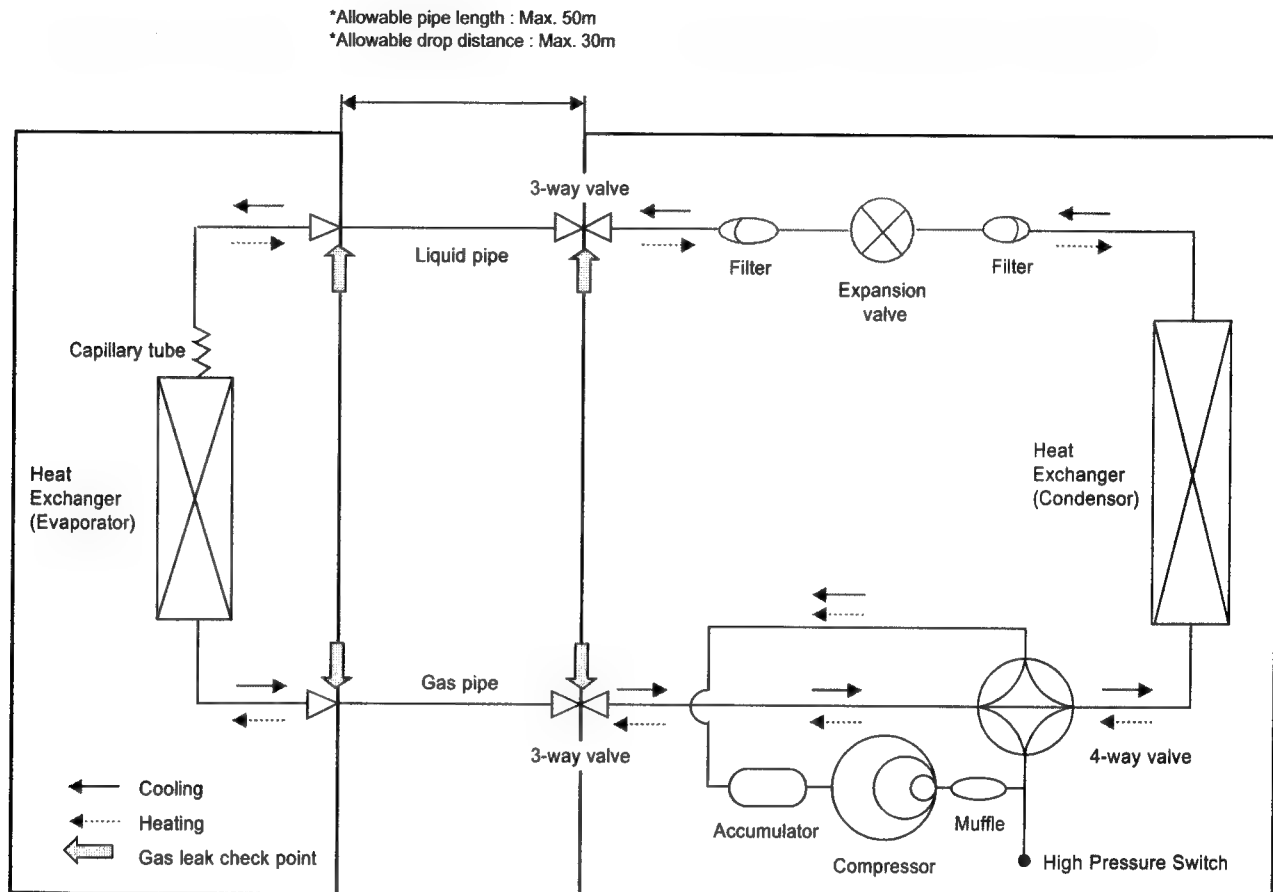 *Allowable pipe length : Max. 50m
*Allowable drop distance : Max. 30m
3-way valve
Liquid pipe
Filter
Expansion
valve
Filter
Capillary tube
Heat
Exchanger
(Evaporator)
Heat
Exchanger
(Condensor)
Gas pipe
3-way valve
4-way valve
Cooling
Heating
Gas leak check point
Accumulator
Compressor
Muffle
High Pressure Switch